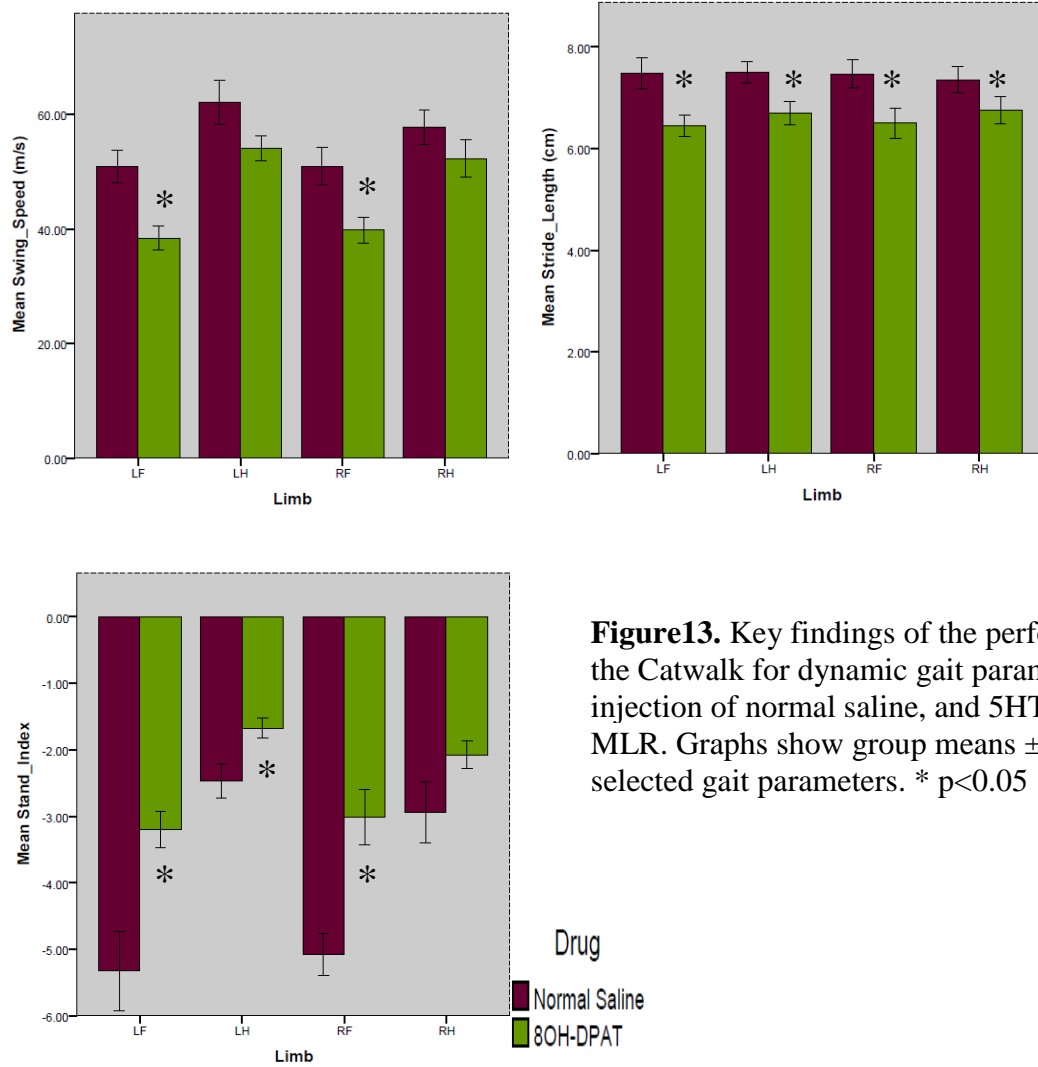 Mean Swing_Speed (m/s)
60.00
40.00
20.00
0.00
LF LH RF RH
Limb
*
*
Mean Stride_Length (cm)
8.00
6.00
4.00
2.00
0.00
LF LH RF RH
Limb
* * * *
Mean Stand_Index
0.00
-1.00
-2.00
-3.00
-4.00
-5.00
-6.00
LF LH RF RH
Limb
*
*
*
Figure13. Key findings of the perfo
the Catwalk for dynamic gait param
injection of normal saline, and 5HT
MLR. Graphs show group means ±
selected gait parameters. * p<0.05
Drug
Normal Saline
8OH-DPAT